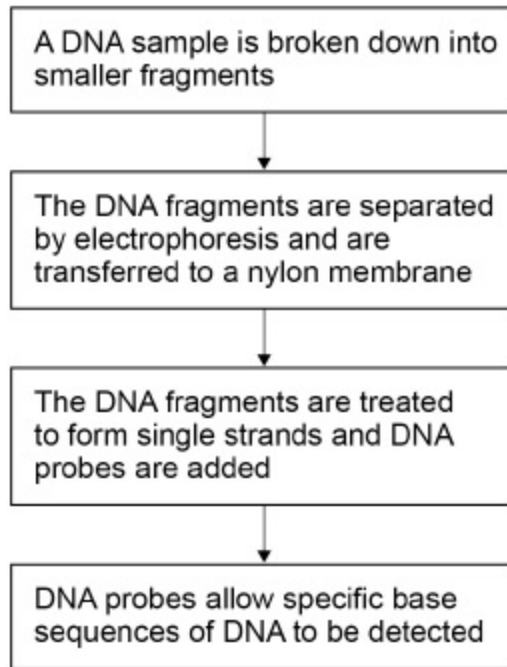 A DNA sample is broken down into
smaller fragments
The DNA fragments are separated
by electrophoresis and are
transferred to a nylon membrane
The DNA fragments are treated
to form single strands and DNA
probes are added
DNA probes allow specific base
sequences of DNA to be detected